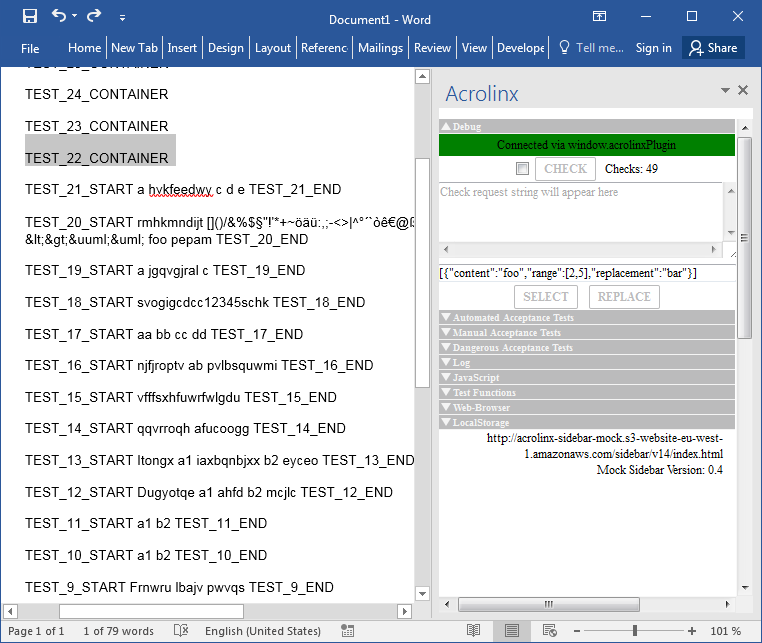 Document1 - Word
File Home New Tab Insert Design Layout Referenc Mailings Review View Develope Tell me... Sign in Share
TEST_24_CONTAINER
TEST_23_CONTAINER
TEST_22_CONTAINER
TEST_21_START a hvkfeedwy c d e TEST_21_END
TEST_20_START rmhkmndijt []()/&%$§"!'*+~öäü:,;-<>|^°´`òê€@ß
&lt;&gt;&uuml;&uml; foo pepam TEST_20_END
TEST_19_START a jgqvgjral c TEST_19_END
TEST_18_START svogigcdcc12345schk TEST_18_END
TEST_17_START aa bb cc dd TEST_17_END
TEST_16_START njfjroptv ab pvlbsquwmi TEST_16_END
TEST_15_START vfffsxhfuwrfwlgdu TEST_15_END
TEST_14_START qqvrroqh afucoogg TEST_14_END
TEST_13_START ltongx a1 iaxbqnbjxx b2 eyceo TEST_13_END
TEST_12_START Dugyotqe a1 ahfd b2 mcjlc TEST_12_END
TEST_11_START a1 b2 TEST_11_END
TEST_10_START a1 b2 TEST_10_END
TEST_9_START Frnwru lbajv pwvqs TEST_9_END
Acrolinx
Debug
Connected via window.acrolinxPlugin
CHECK Checks: 49
Check request string will appear here
[{"content":"foo","range":[2,5],"replacement":"bar"}]
SELECT REPLACE
Automated Acceptance Tests
Manual Acceptance Tests
Dangerous Acceptance Tests
Log
JavaScript
Test Functions
Web-Browser
LocalStorage
http://acrolinx-sidebar-mock.s3-website-eu-west-
1.amazonaws.com/sidebar/v14/index.html
Mock Sidebar Version: 0.4
Page 1 of 1 1 of 79 words English (United States) 101 %